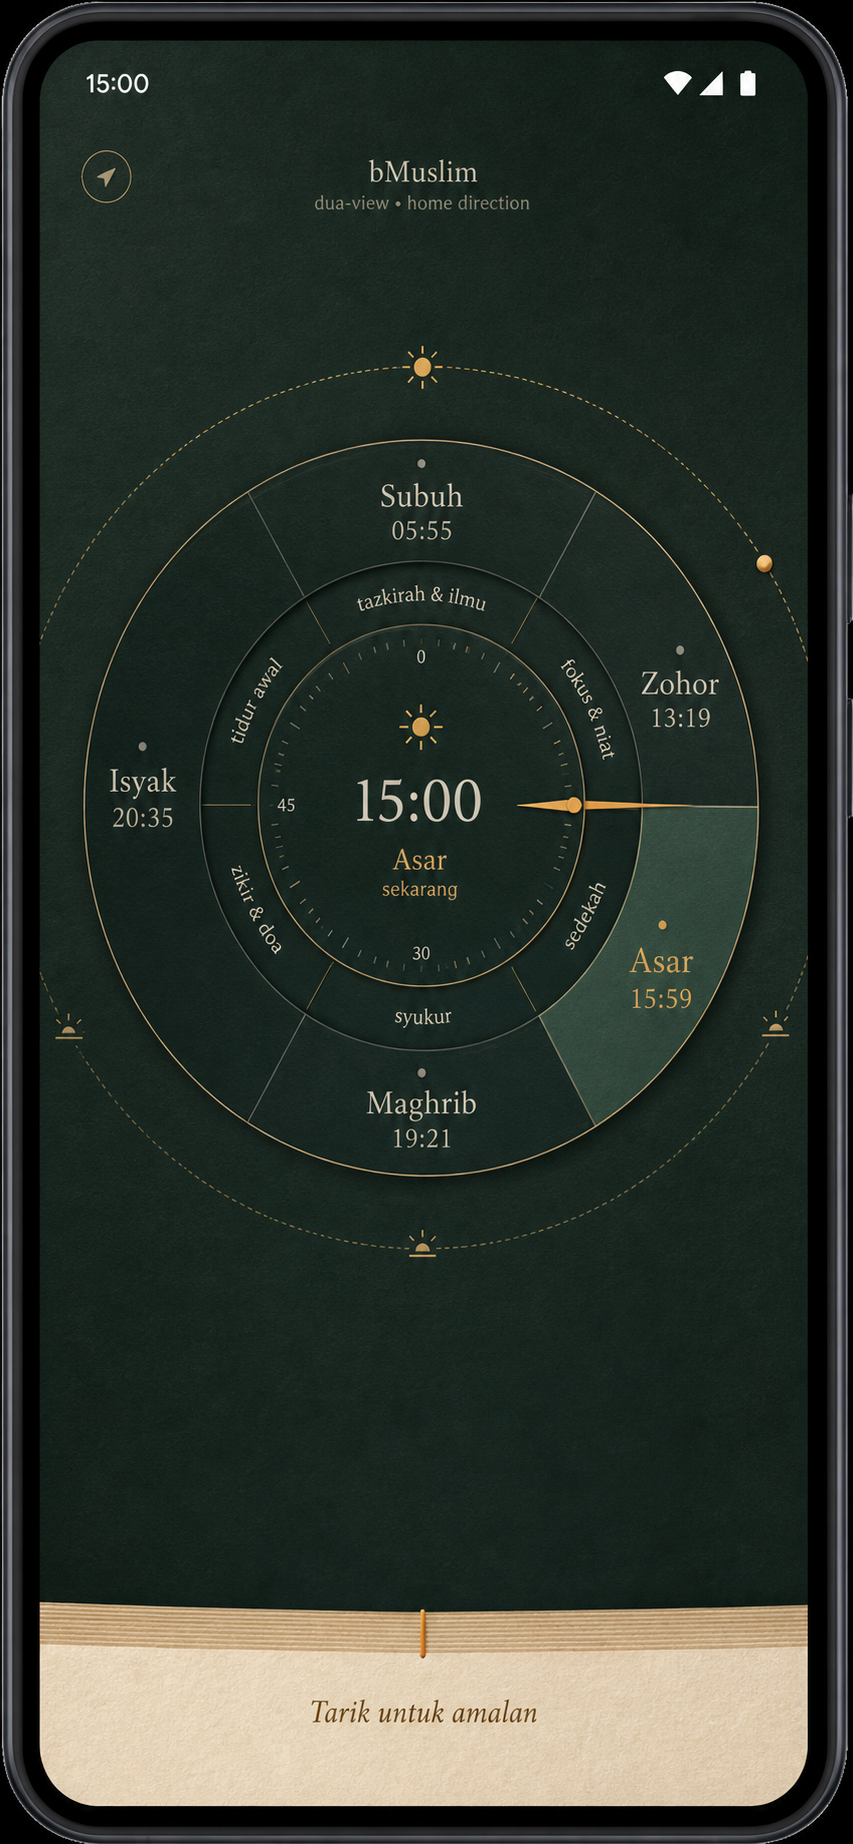 15:00
bMuslim
dua-view • home direction
Subuh
05:55
tazkirah & ilmu
0
tidur awal
fokus & niat
Zohor
13:19
Isyak
20:35
45
15:00
Asar
sekarang
zikir & doa
sedekah
Asar
15:59
30
syukur
Maghrib
19:21
Tarik untuk amalan